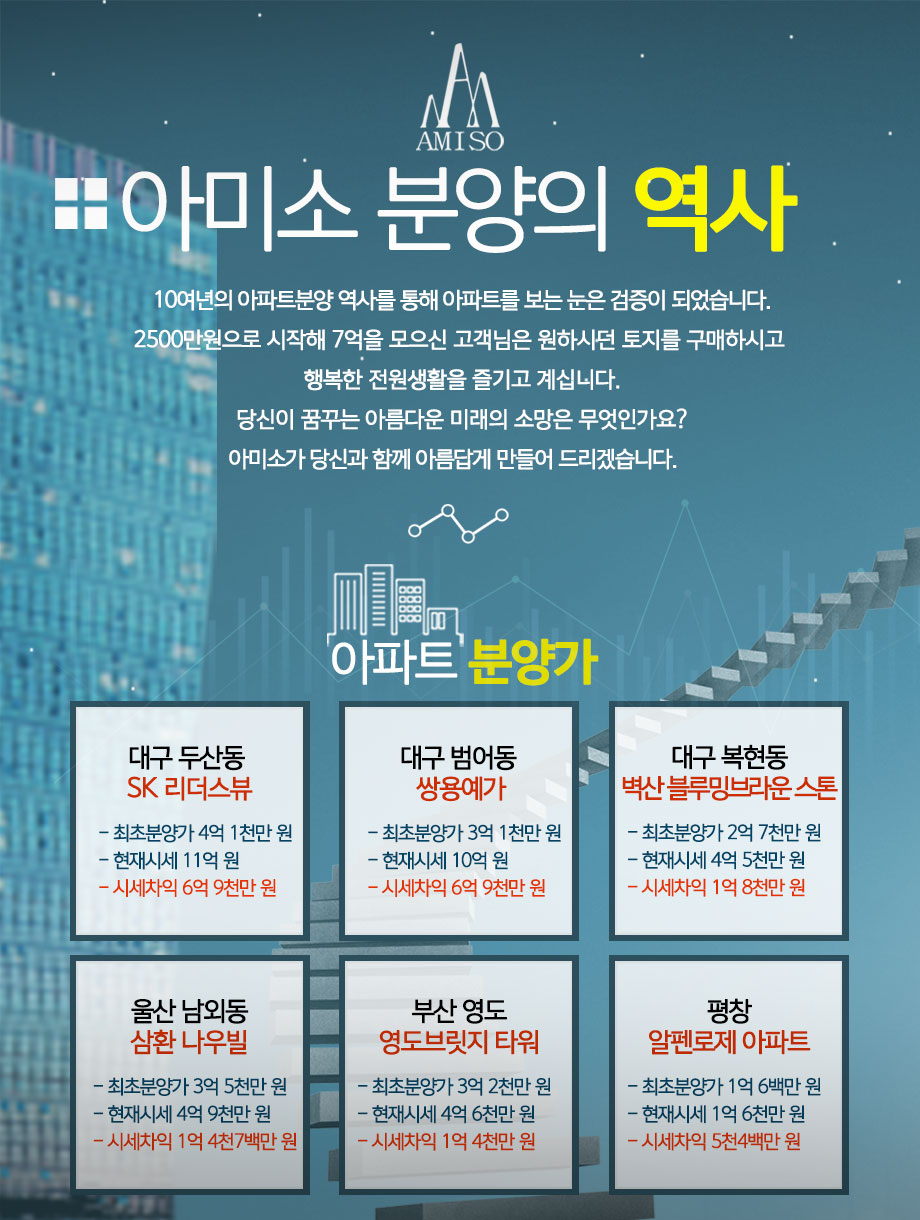 AMISO
아미소 분양의 역사
10여년의 아파트분양 역사를 통해 아파트를 보는 눈은 검증이 되었습니다.
2500만원으로 시작해 7억을 모으신 고객님은 원하시던 토지를 구매하시고
행복한 전원생활을 즐기고 계십니다.
당신이 꿈꾸는 아름다운 미래의 소망은 무엇인가요?
아미소가 당신과 함께 아름답게 만들어 드리겠습니다.
아파트 분양가
대구 두산동
SK 리더스뷰
- 최초분양가 4억 1천만 원
- 현재시세 11억 원
- 시세차익 6억 9천만 원
대구 범어동
쌍용예가
- 최초분양가 3억 1천만 원
- 현재시세 10억 원
- 시세차익 6억 9천만 원
대구 복현동
벽산 블루밍브라운 스톤
- 최초분양가 2억 7천만 원
- 현재시세 4억 5천만 원
- 시세차익 1억 8천만 원
울산 남외동
삼환 나우빌
- 최초분양가 3억 5천만 원
- 현재시세 4억 9천만 원
- 시세차익 1억 4천7백만 원
부산 영도
영도브릿지 타워
- 최초분양가 3억 2천만 원
- 현재시세 4억 6천만 원
- 시세차익 1억 4천만 원
평창
알펜로제 아파트
- 최초분양가 1억 6백만 원
- 현재시세 1억 6천만 원
- 시세차익 5천4백만 원